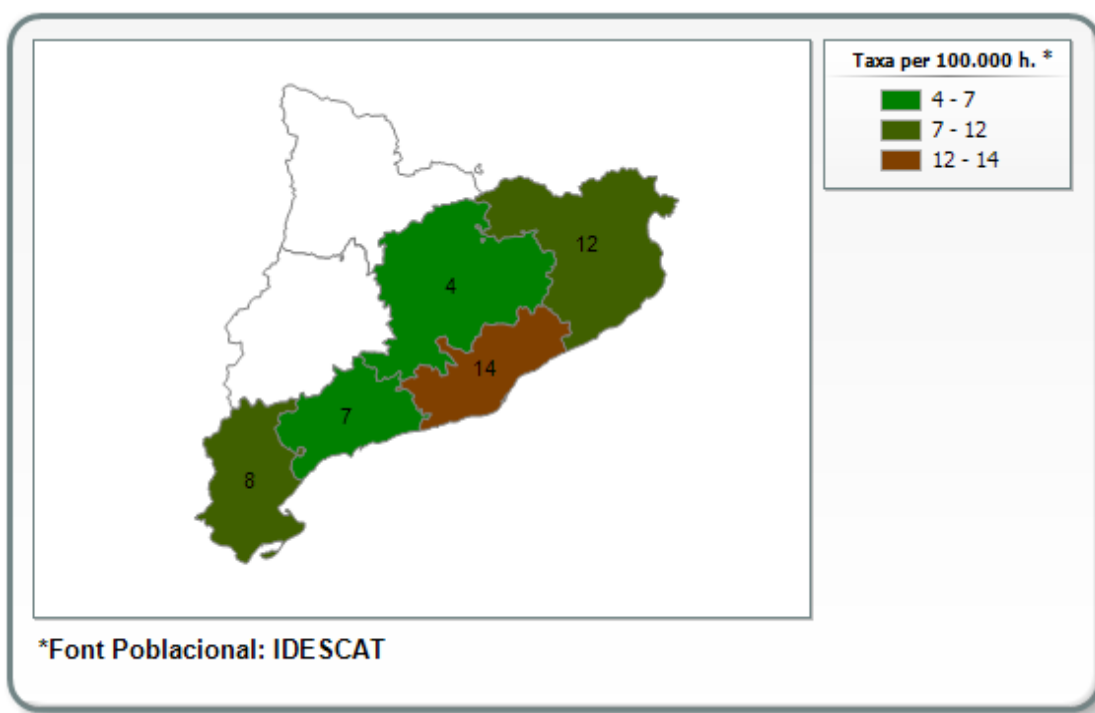 Taxa per 100.000 h. *
4 - 7
7 - 12
12 - 14
12
4
14
7
8
*Font Poblacional: IDESCAT